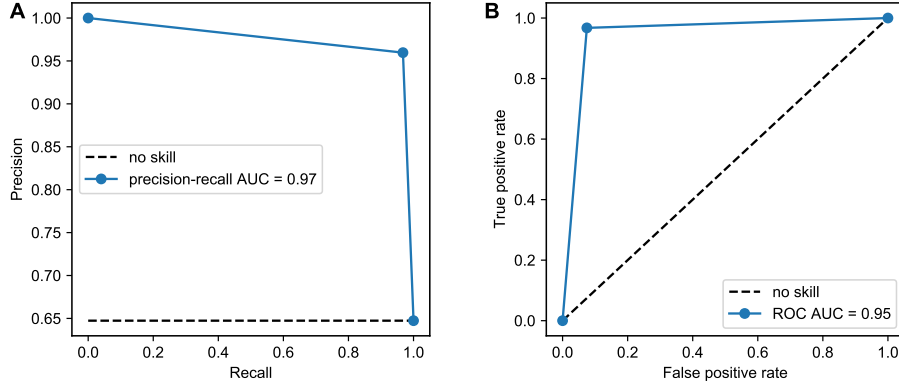 A
1.00
0.95
0.90
0.85
0.80
0.75
0.70
0.65
Precision
no skill
precision-recall AUC = 0.97
0.0 0.2 0.4 0.6 0.8 1.0
Recall
B
1.0
0.8
0.6
0.4
0.2
0.0
True positive rate
no skill
ROC AUC = 0.95
0.0 0.2 0.4 0.6 0.8 1.0
False positive rate